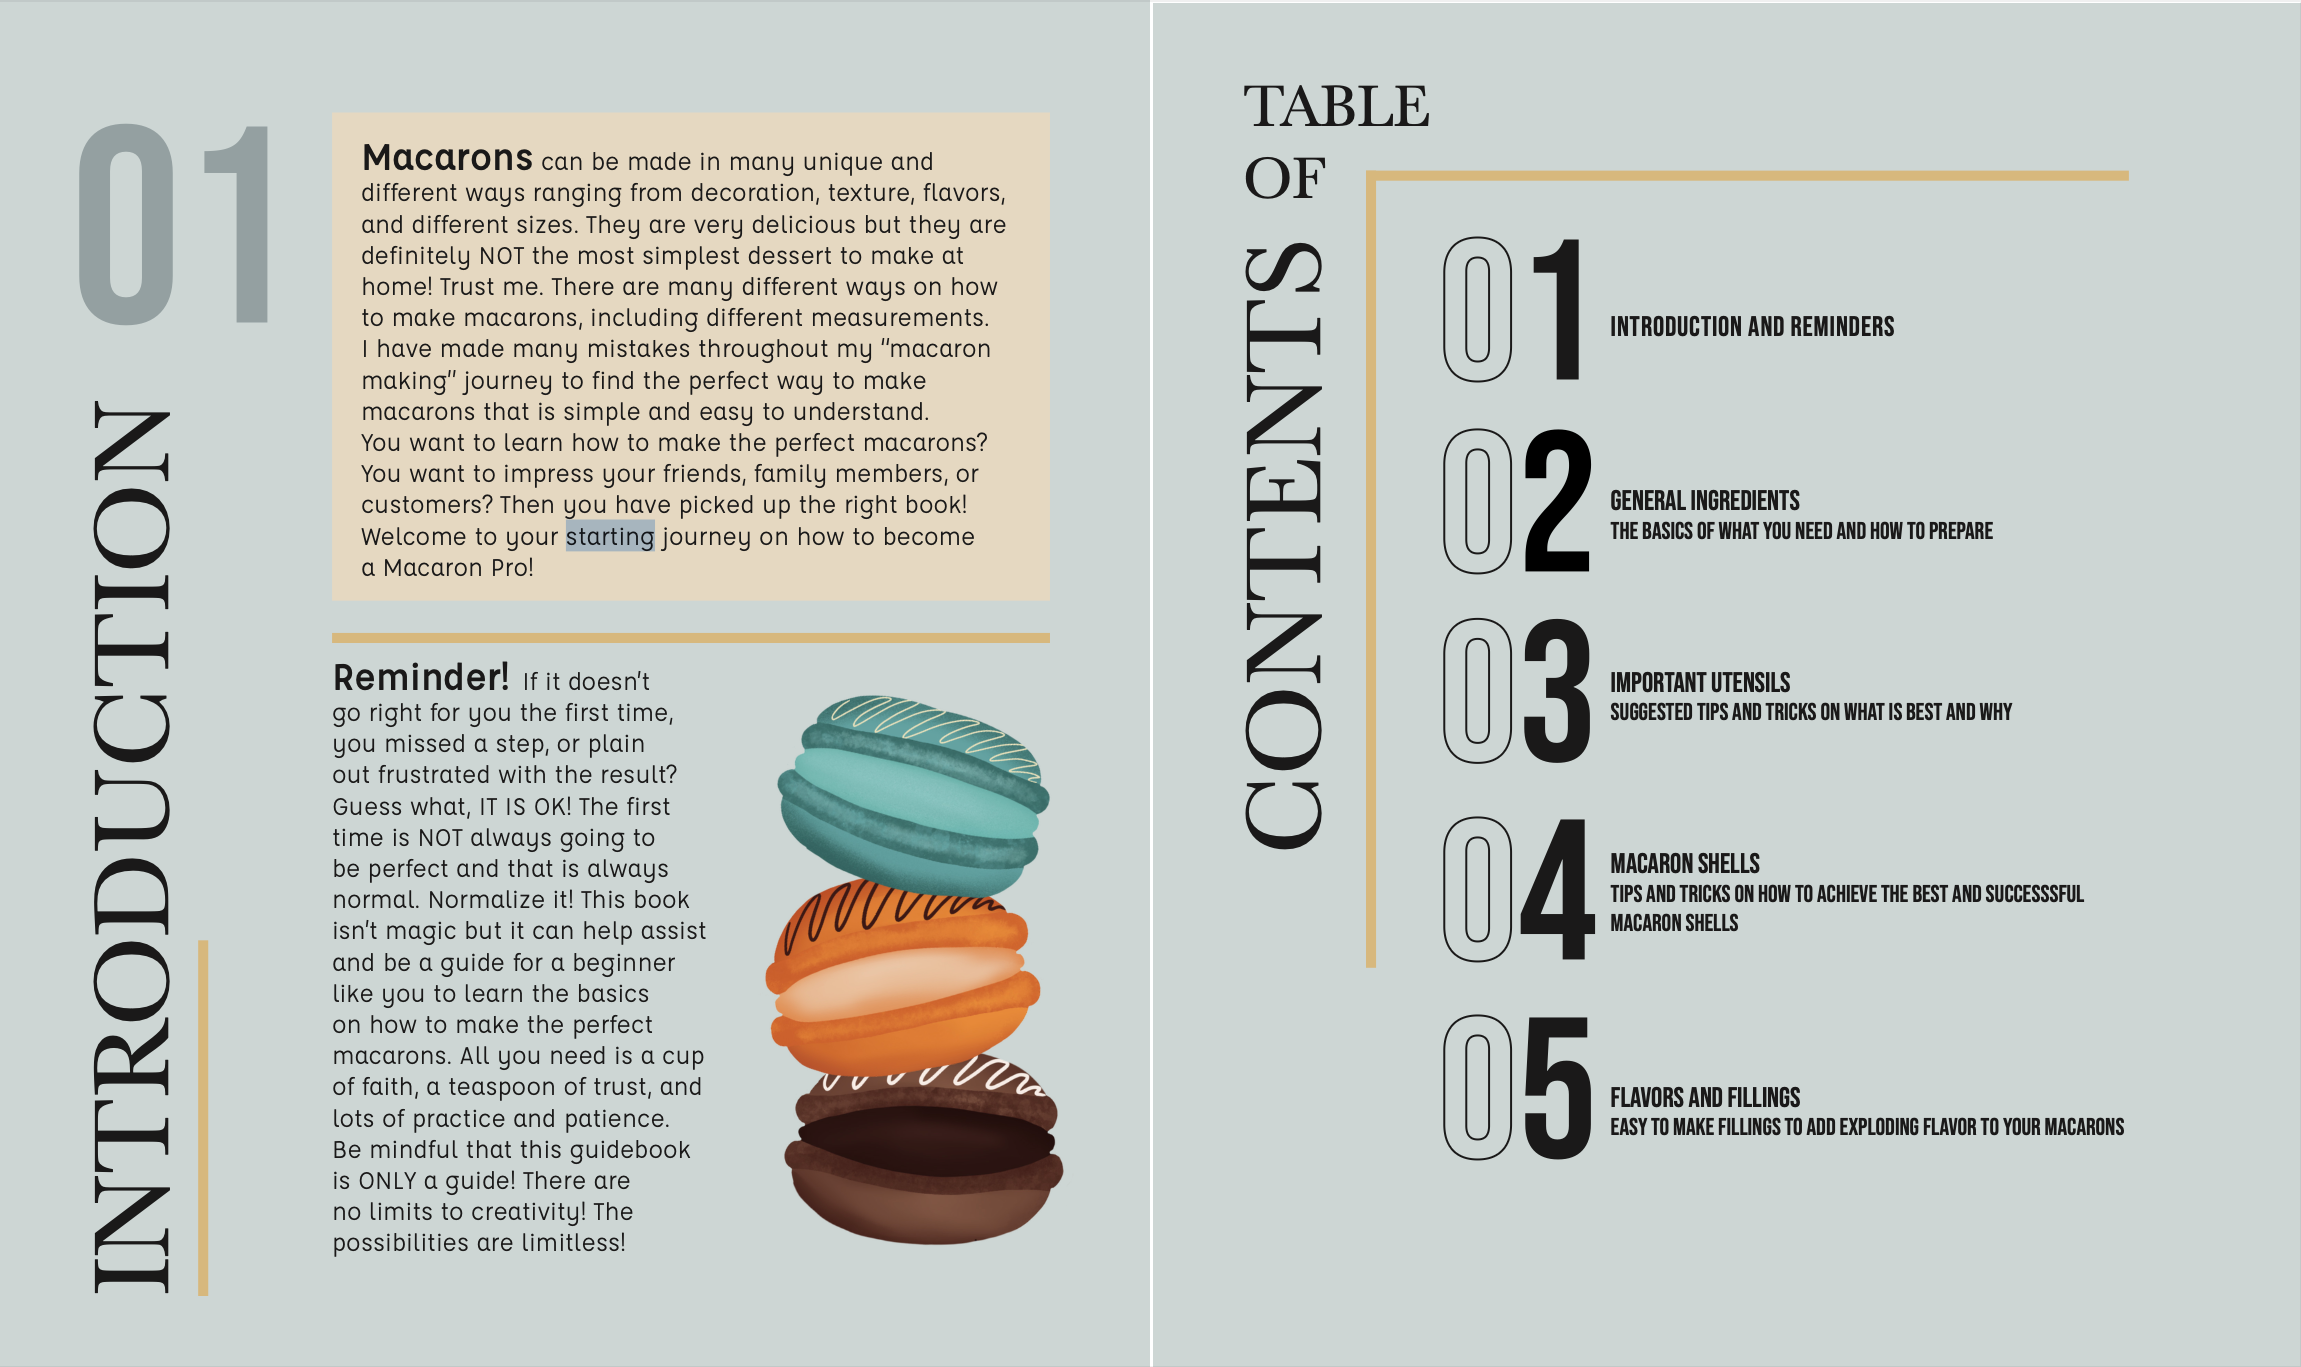 01
INTRODUCTION
Macarons can be made in many unique and
different ways ranging from decoration, texture, flavors,
and different sizes. They are very delicious but they are
definitely NOT the most simplest dessert to make at
home! Trust me. There are many different ways on how
to make macarons, including different measurements.
I have made many mistakes throughout my “macaron
making” journey to find the perfect way to make
macarons that is simple and easy to understand.
You want to learn how to make the perfect macarons?
You want to impress your friends, family members, or
customers? Then you have picked up the right book!
Welcome to your starting journey on how to become
a Macaron Pro!
Reminder! If it doesn’t
go right for you the first time,
you missed a step, or plain
out frustrated with the result?
Guess what, IT IS OK! The first
time is NOT always going to
be perfect and that is always
normal. Normalize it! This book
isn’t magic but it can help assist
and be a guide for a beginner
like you to learn the basics
on how to make the perfect
macarons. All you need is a cup
of faith, a teaspoon of trust, and
lots of practice and patience.
Be mindful that this guidebook
is ONLY a guide! There are
no limits to creativity! The
possibilities are limitless!
TABLE
OF
CONTENTS
01
INTRODUCTION AND REMINDERS
02
GENERAL INGREDIENTS
THE BASICS OF WHAT YOU NEED AND HOW TO PREPARE
03
IMPORTANT UTENSILS
SUGGESTED TIPS AND TRICKS ON WHAT IS BEST AND WHY
04
MACARON SHELLS
TIPS AND TRICKS ON HOW TO ACHIEVE THE BEST AND SUCCESSSFUL
MACARON SHELLS
05
FLAVORS AND FILLINGS
EASY TO MAKE FILLINGS TO ADD EXPLODING FLAVOR TO YOUR MACARONS